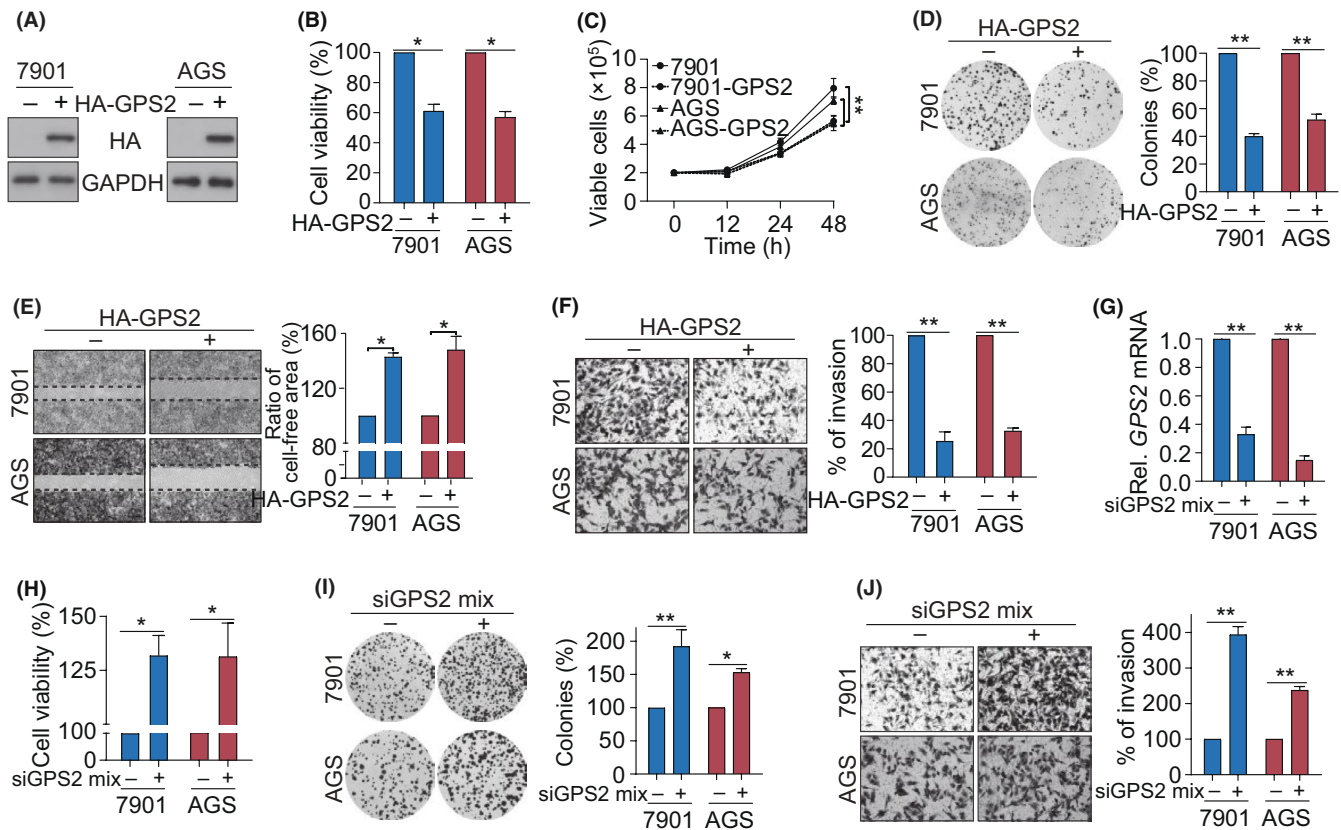 (A)
7901
AGS
– + HA-GPS2 – +
HA
GAPDH
(B)
Cell viability (%)
100
80
60
40
20
0
*
*
– + – +
HA-GPS2
7901 AGS
(C)
Viable cells (×10⁵)
10
8
6
4
2
0
7901
7901-GPS2
AGS
AGS-GPS2
**
0 12 24 48
Time (h)
(D)
HA-GPS2
– +
7901
AGS
Colonies (%)
100
80
60
40
20
0
**
**
– + – +
HA-GPS2
7901 AGS
(E)
HA-GPS2
– +
7901
AGS
Ratio of
cell-free area (%)
160
120
80
80
0
*
*
– + – +
HA-GPS2
7901 AGS
(F)
HA-GPS2
– +
7901
AGS
% of invasion
100
80
60
40
20
0
**
**
– + – +
HA-GPS2
7901 AGS
(G)
Rel. GPS2 mRNA
1.0
0.8
0.6
0.4
0.2
0.0
**
**
– + – +
siGPS2 mix
7901 AGS
(H)
Cell viability (%)
150
125
100
100
0
*
*
– + – +
siGPS2 mix
7901 AGS
(I)
siGPS2 mix
– +
7901
AGS
Colonies (%)
200
150
100
50
0
**
*
– + – +
siGPS2 mix
7901 AGS
(J)
siGPS2 mix
– +
7901
AGS
% of invasion
400
300
200
100
0
**
**
– + – +
siGPS2 mix
7901 AGS